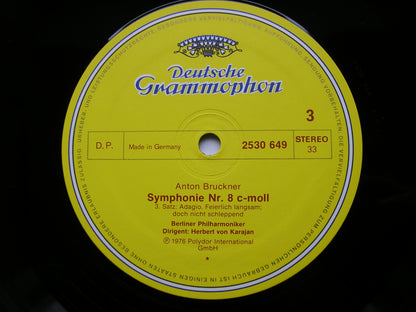 Deutsche
Grammophon
3
D. P.
Made in Germany
2530 649
STEREO
33
Anton Bruckner
Symphonie Nr. 8 c-moll
3. Satz: Adagio. Feierlich langsam;
doch nicht schleppend
Berliner Philharmoniker
Dirigent: Herbert von Karajan
℗ 1976 Polydor International
GmbH
*